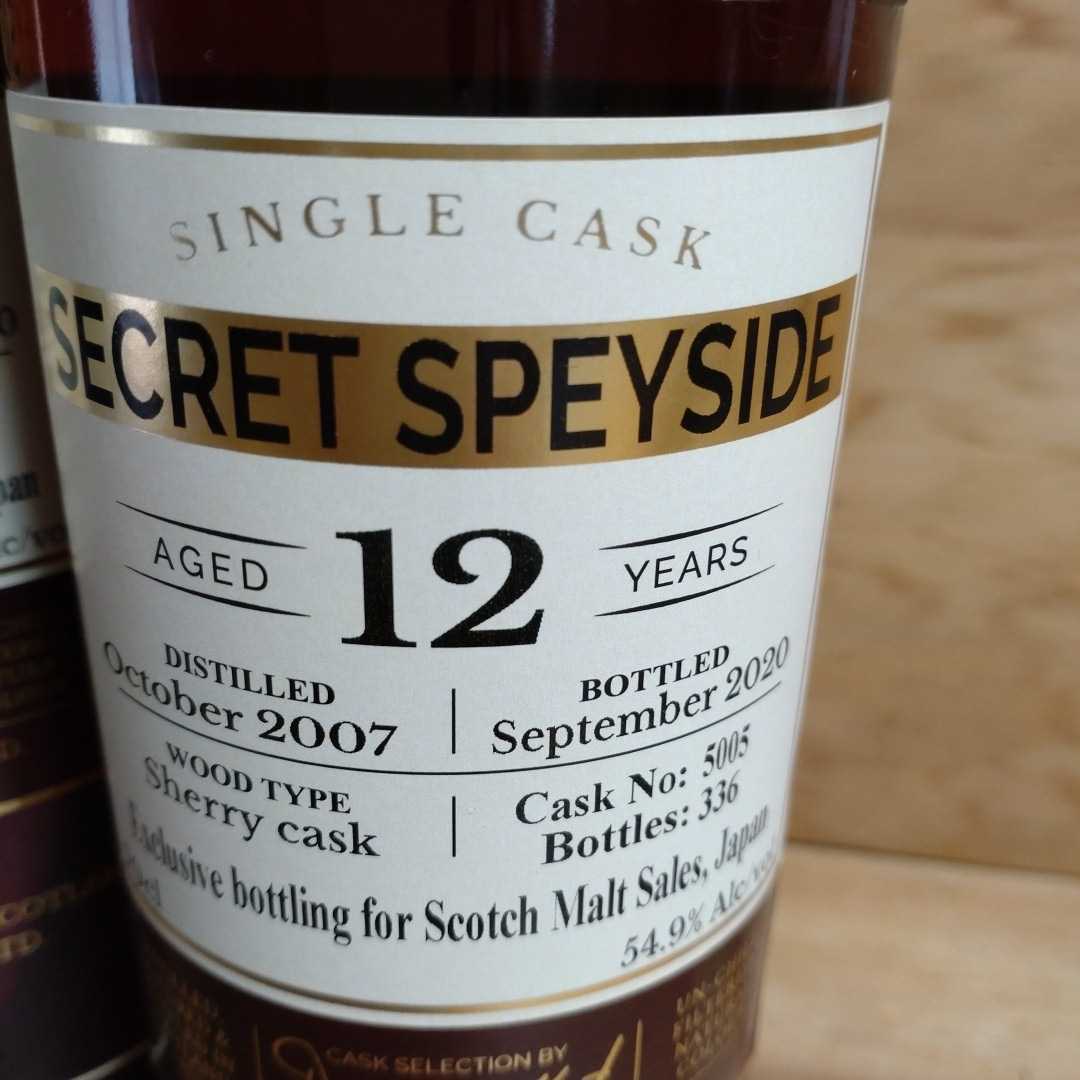 SINGLE CASK
SECRET SPEYSIDE
AGED 12 YEARS
DISTILLED
October 2007
BOTTLED
September 2020
WOOD TYPE
Sherry cask
Cask No: 5005
Bottles: 336
Exclusive bottling for Scotch Malt Sales, Japan
54.9% Alc/vol
CASK SELECTION BY